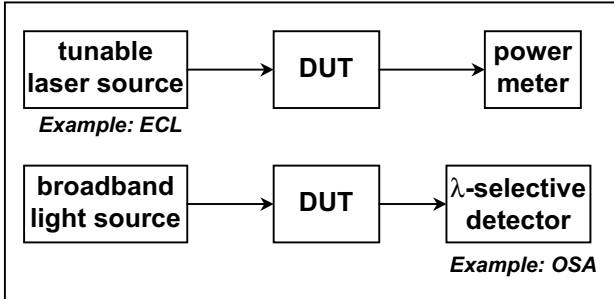 tunable
laser source
DUT
power
meter
Example: ECL
broadband
light source
DUT
λ-selective
detector
Example: OSA